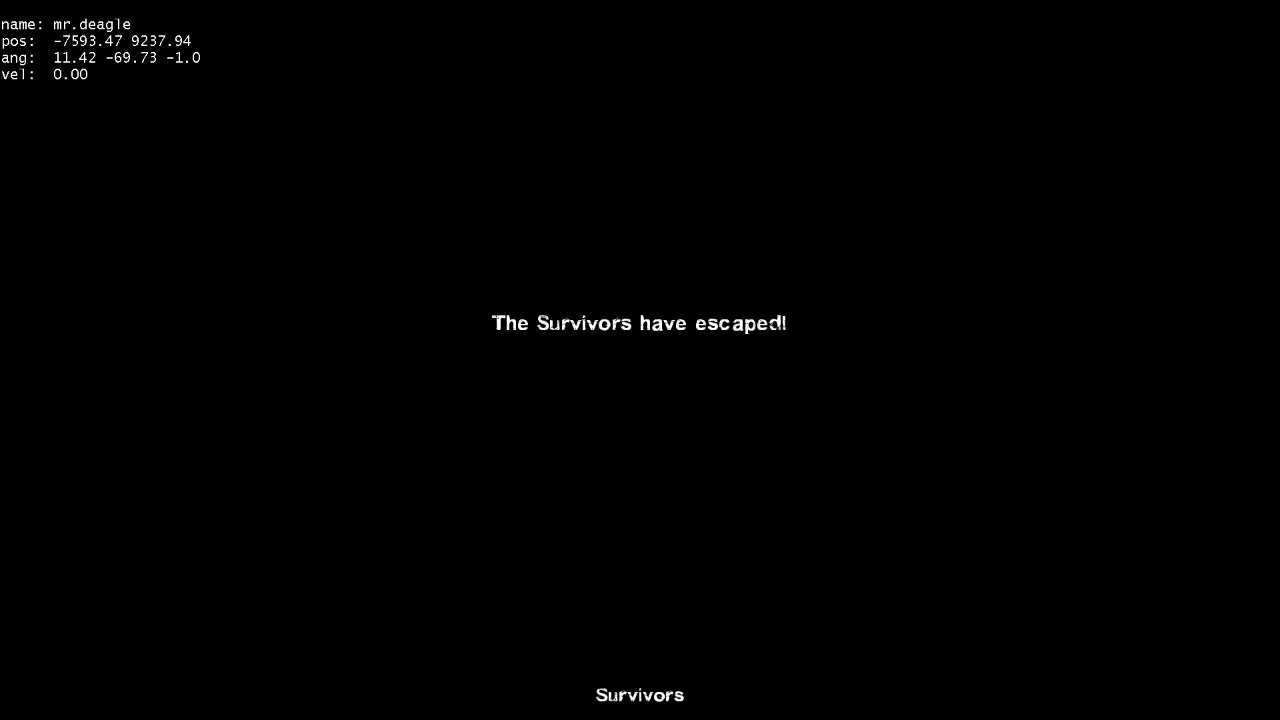 name: mr.deagle
pos: -7593.47 9237.94
ang: 11.42 -69.73 -1.0
vel: 0.00
The Survivors have escaped!
Survivors